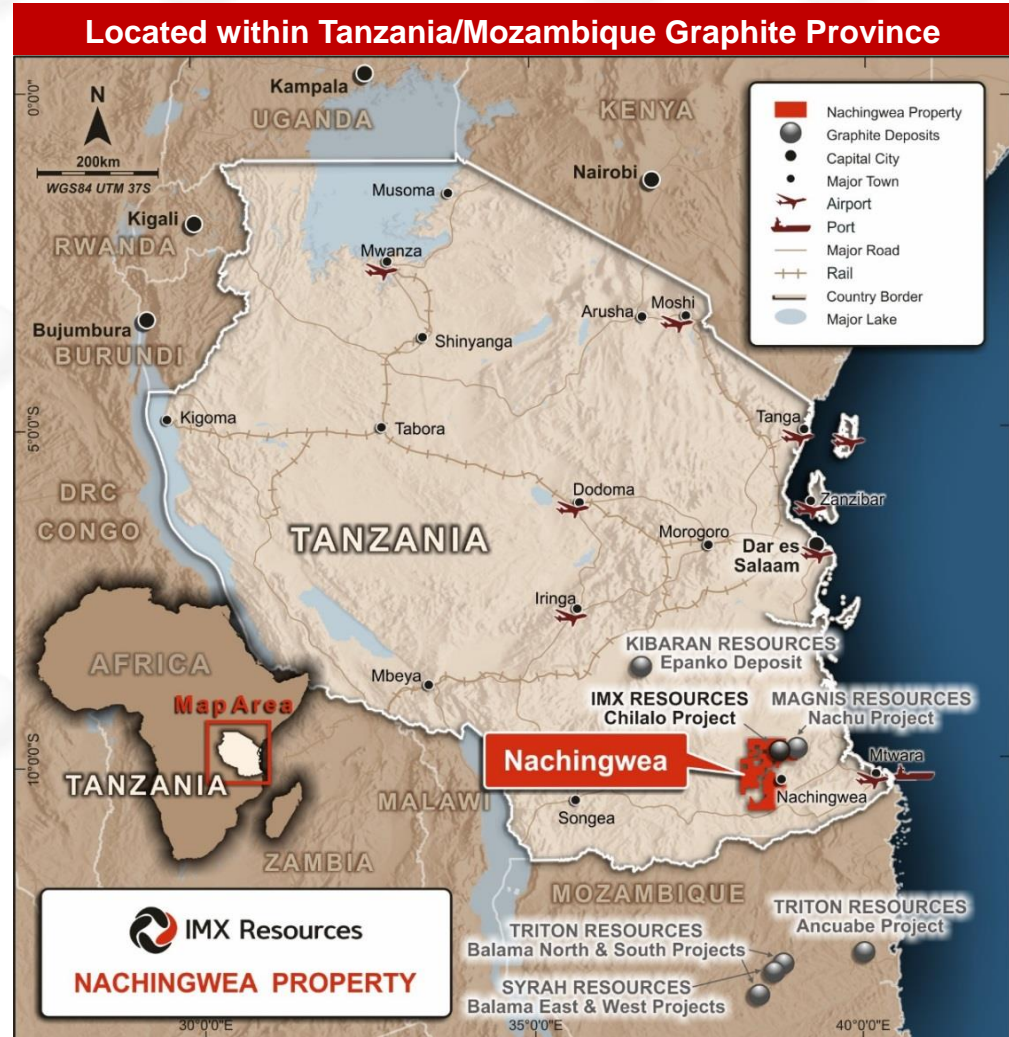 Located within Tanzania/Mozambique Graphite Province
Kampala
UGANDA
KENYA
0°0'0"
N
200km
WGS84 UTM 37S
Nachingwea Property
Graphite Deposits
Capital City
Major Town
Airport
Port
Major Road
Rail
Country Border
Major Lake
Nairobi
Musoma
Kigali
RWANDA
Mwanza
Arusha
Moshi
Bujumbura
BURUNDI
Shinyanga
Kigoma
Tabora
Tanga
5°0'0"S
DRC
CONGO
Dodoma
Zanzibar
TANZANIA
Morogoro
Dar es
Salaam
Iringa
KIBARAN RESOURCES
Epanko Deposit
Mbeya
IMX RESOURCES
Chilalo Project
MAGNIS RESOURCES
Nachu Project
AFRICA
Map Area
TANZANIA
10°0'0"S
Nachingwea
Mtwara
Nachingwea
MALAWI
Songea
ZAMBIA
MOZAMBIQUE
TRITON RESOURCES
Ancuabe Project
TRITON RESOURCES
Balama North & South Projects
SYRAH RESOURCES
Balama East & West Projects
IMX Resources
NACHINGWEA PROPERTY
30°0'0"E
35°0'0"E
40°0'0"E